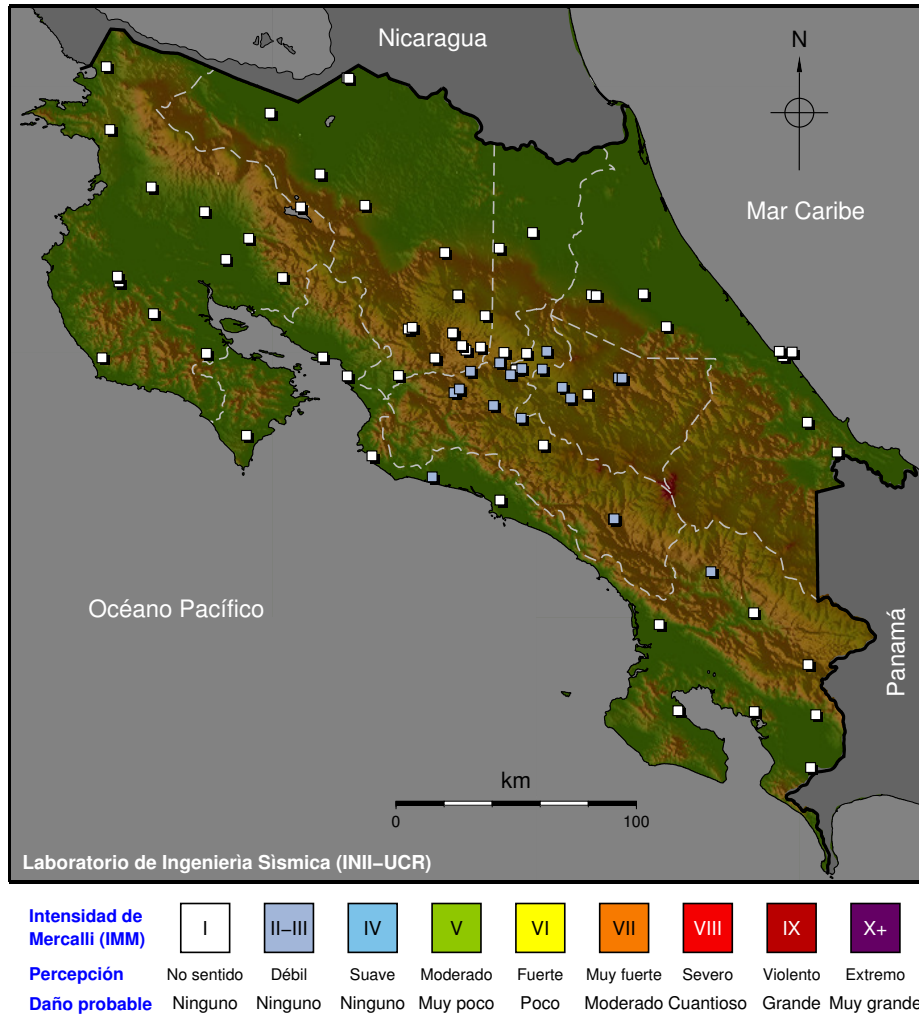 Nicaragua
N
Mar Caribe
Océano Pacífico
Panamá
km
0 100
Laboratorio de Ingenierìa Sìsmica (INII–UCR)
Intensidad de Mercalli (IMM) I II–III IV V VI VII VIII IX X+
Percepción No sentido Débil Suave Moderado Fuerte Muy fuerte Severo Violento Extremo
Daño probable Ninguno Ninguno Ninguno Muy poco Poco Moderado Cuantioso Grande Muy grande